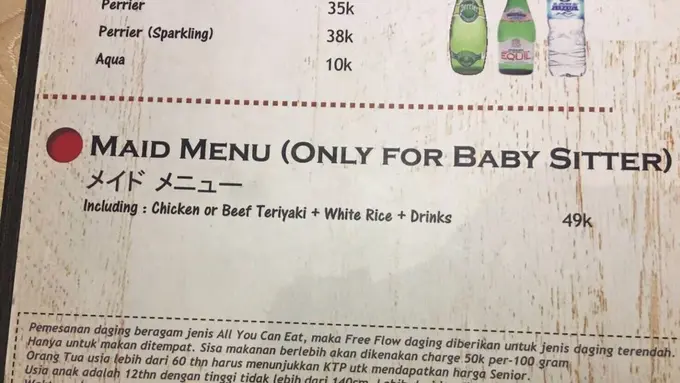 Perrier 35k
Perrier (Sparkling) 38k
Aqua 10k
MAID MENU (ONLY FOR BABY SITTER)
メイド メニュー
Including : Chicken or Beef Teriyaki + White Rice + Drinks 49k
Pemesanan daging beragam jenis All You Can Eat, maka Free Flow daging diberikan untuk jenis daging terendah.
Hanya untuk makan ditempat. Sisa makanan berlebih akan dikenakan charge 50k per-100 gram
Orang Tua usia lebih dari 60 thn harus menunjukkan KTP utk mendapatkan harga Senior.
Usia anak adalah 12thn dengan tinggi tidak lebih dari 140cm.